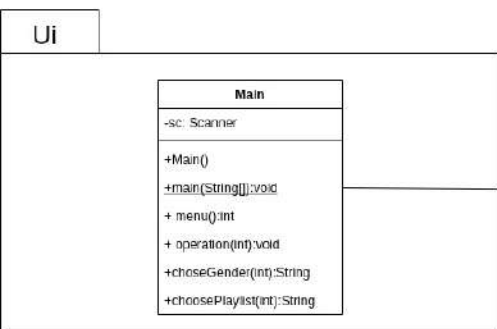 Ui
Main
-sc: Scanner
+Main()
+main(String[]):void
+ menu():int
+ operation(int):void
+choseGender(int):String
+choosePlaylist(int):String